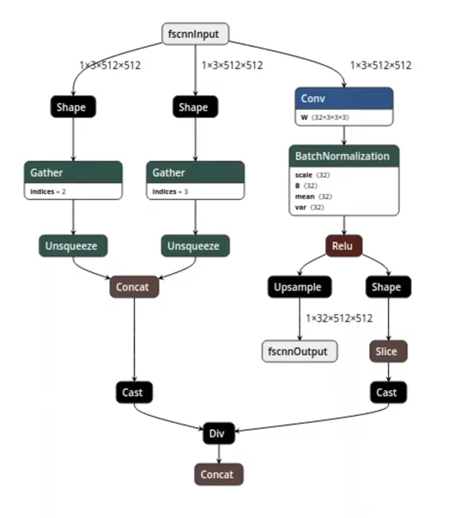 fscnnInput
1×3×512×512
1×3×512×512
1×3×512×512
Shape
Shape
Conv
W ⟨32×3×3×3⟩
Gather
indices = 2
Gather
indices = 3
BatchNormalization
scale ⟨32⟩
B ⟨32⟩
mean ⟨32⟩
var ⟨32⟩
Unsqueeze
Unsqueeze
Relu
Concat
Upsample
Shape
1×32×512×512
fscnnOutput
Slice
Cast
Cast
Div
Concat